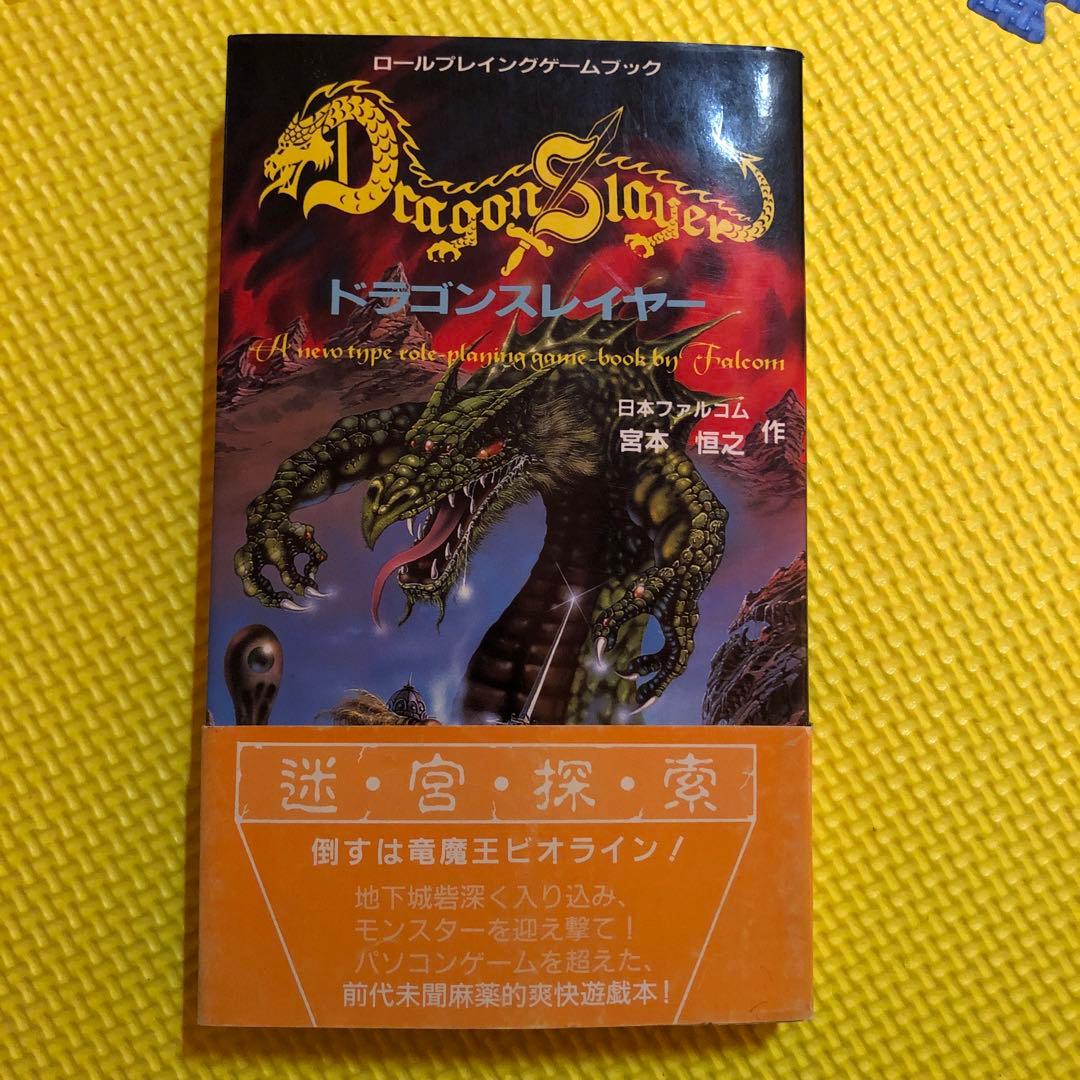 ロールプレイングゲームブック
Dragon Slayer
ドラゴンスレイヤー
A new type role-playing game-book by Falcom
日本ファルコム
宮本 恒之 作
迷・宮・探・索
倒すは竜魔王ビオライン!
地下城砦深く入り込み、
モンスターを迎え撃て!
パソコンゲームを超えた、
前代未聞麻薬的爽快遊戯本!